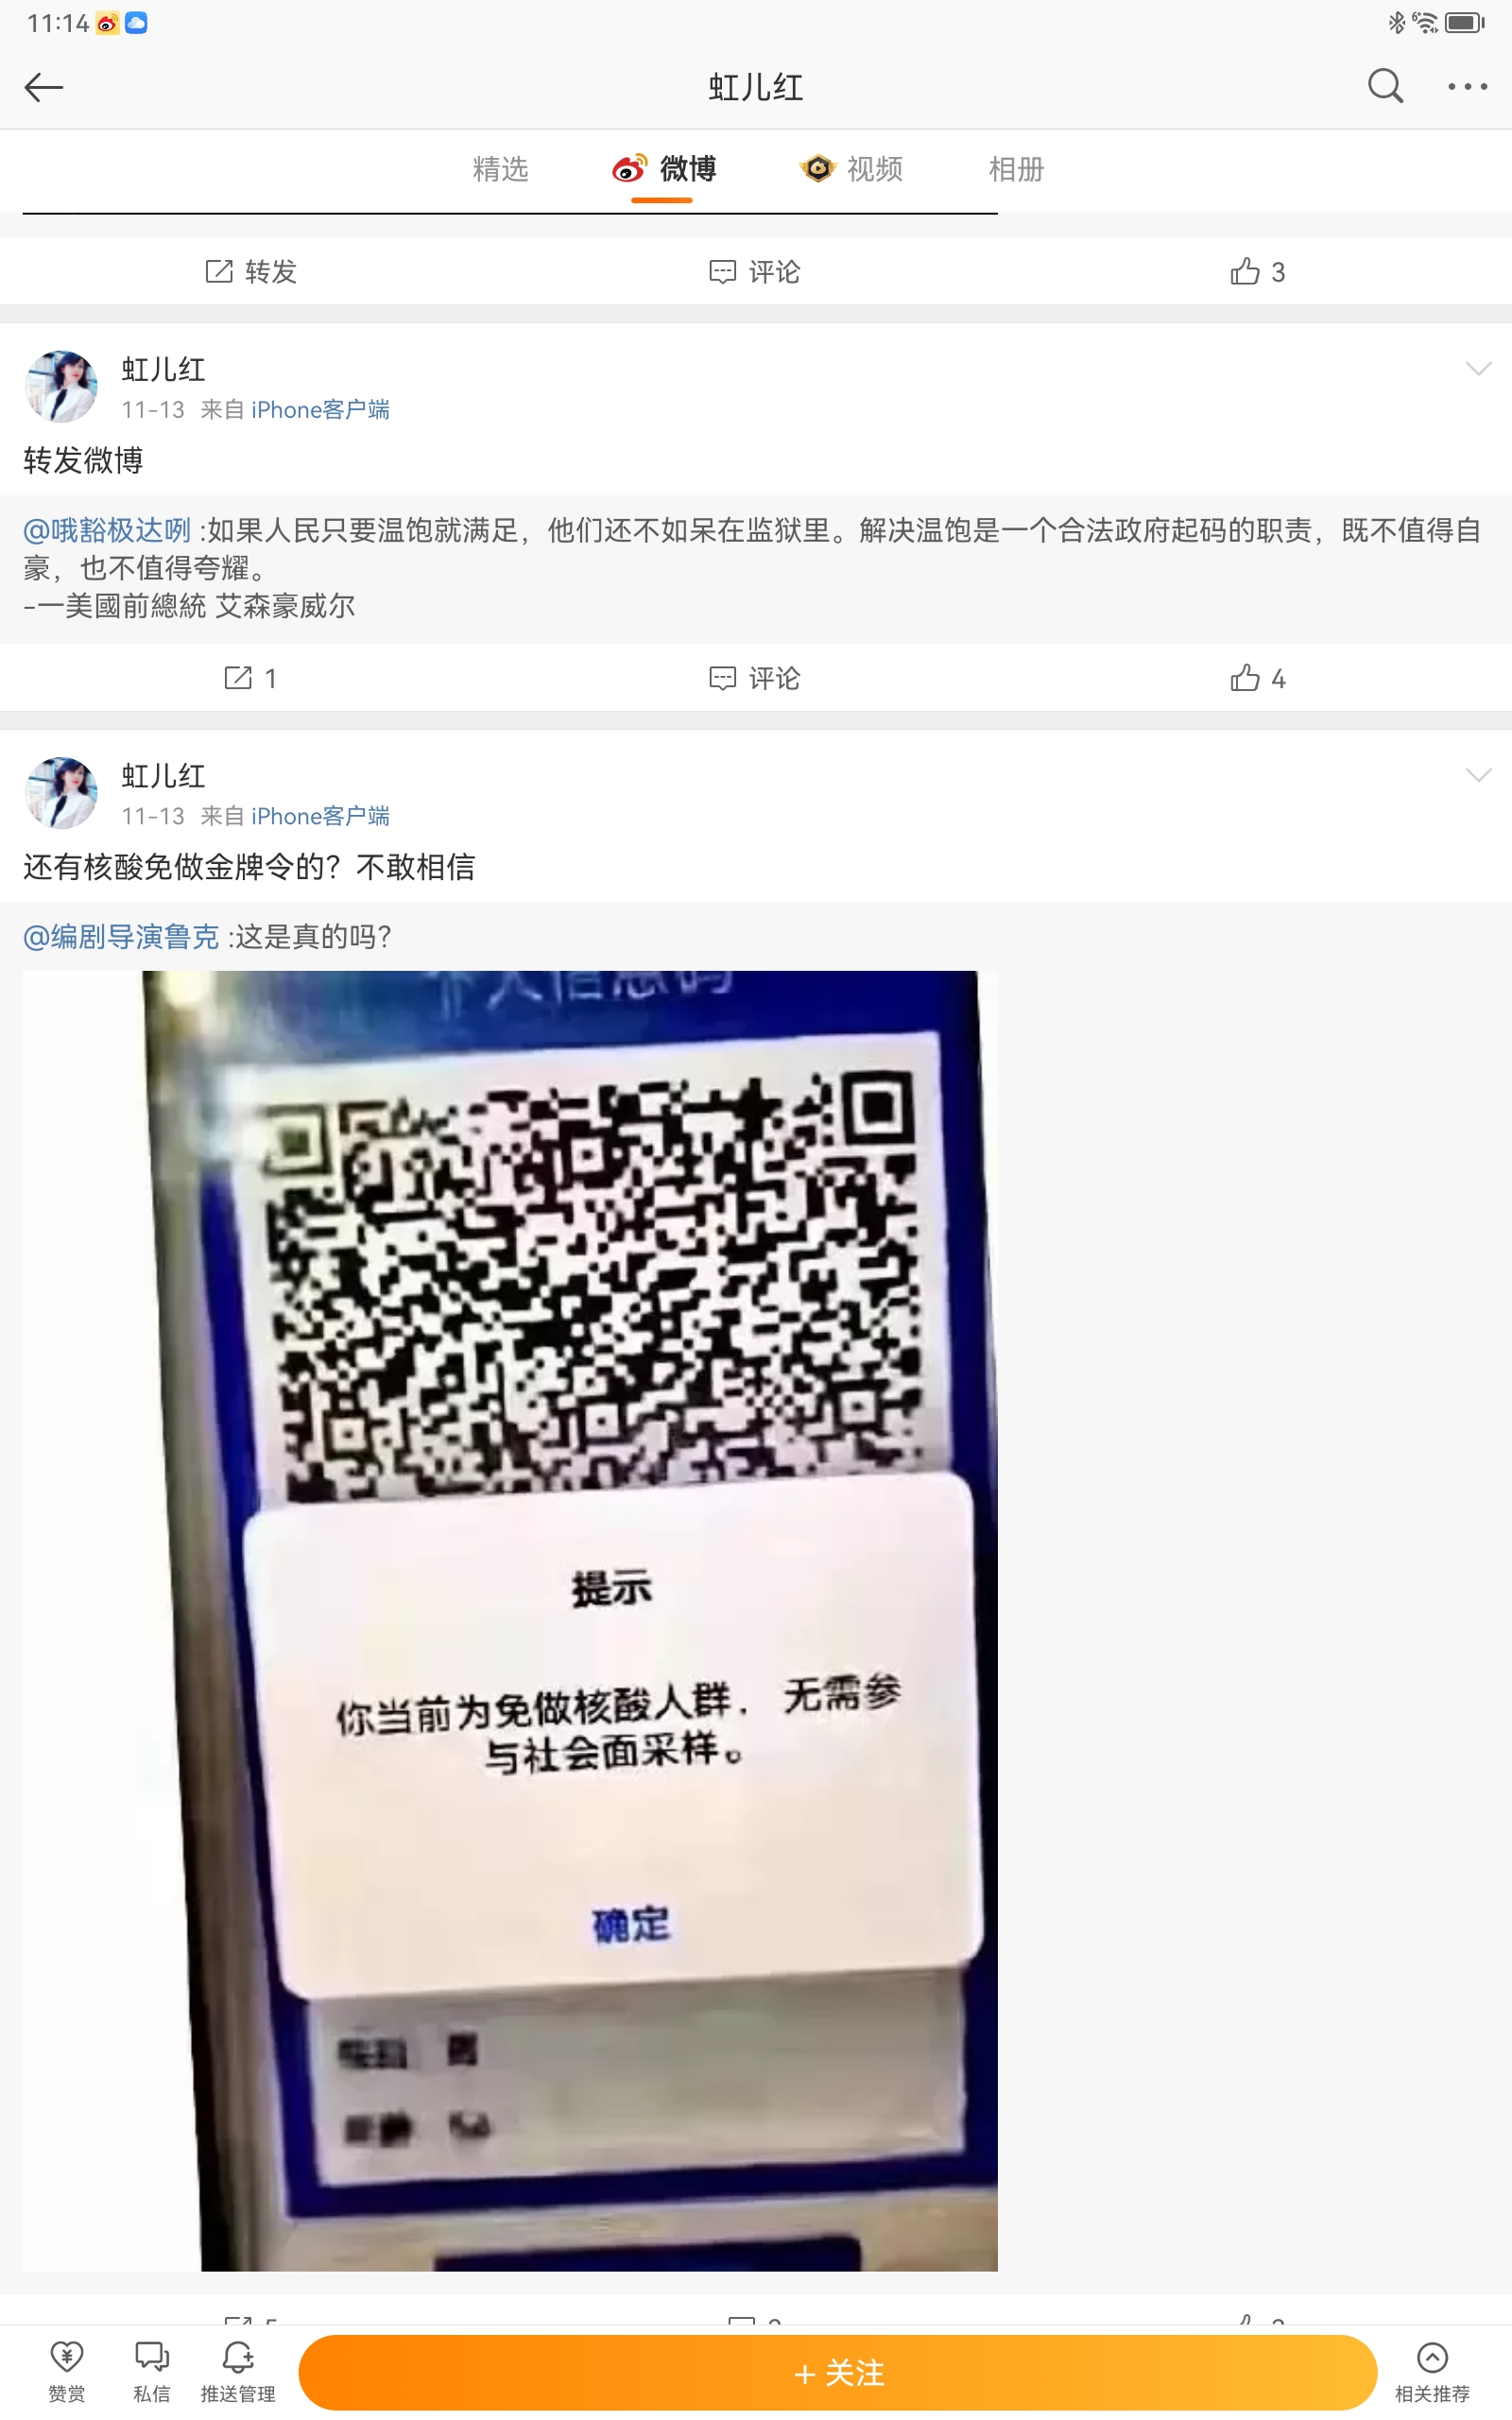 11:14
虹儿红
精选 微博 视频 相册
转发 评论 3
虹儿红
11-13 来自 iPhone客户端
转发微博
@哦豁极达咧 :如果人民只要温饱就满足，他们还不如呆在监狱里。解决温饱是一个合法政府起码的职责，既不值得自
豪，也不值得夸耀。
-一美國前總統 艾森豪威尔
1 评论 4
虹儿红
11-13 来自 iPhone客户端
还有核酸免做金牌令的？不敢相信
@编剧导演鲁克 :这是真的吗？
个人信息码
提示
你当前为免做核酸人群． 无需参
与社会面采样。
确定
+ 关注
赞赏 私信 推送管理 相关推荐